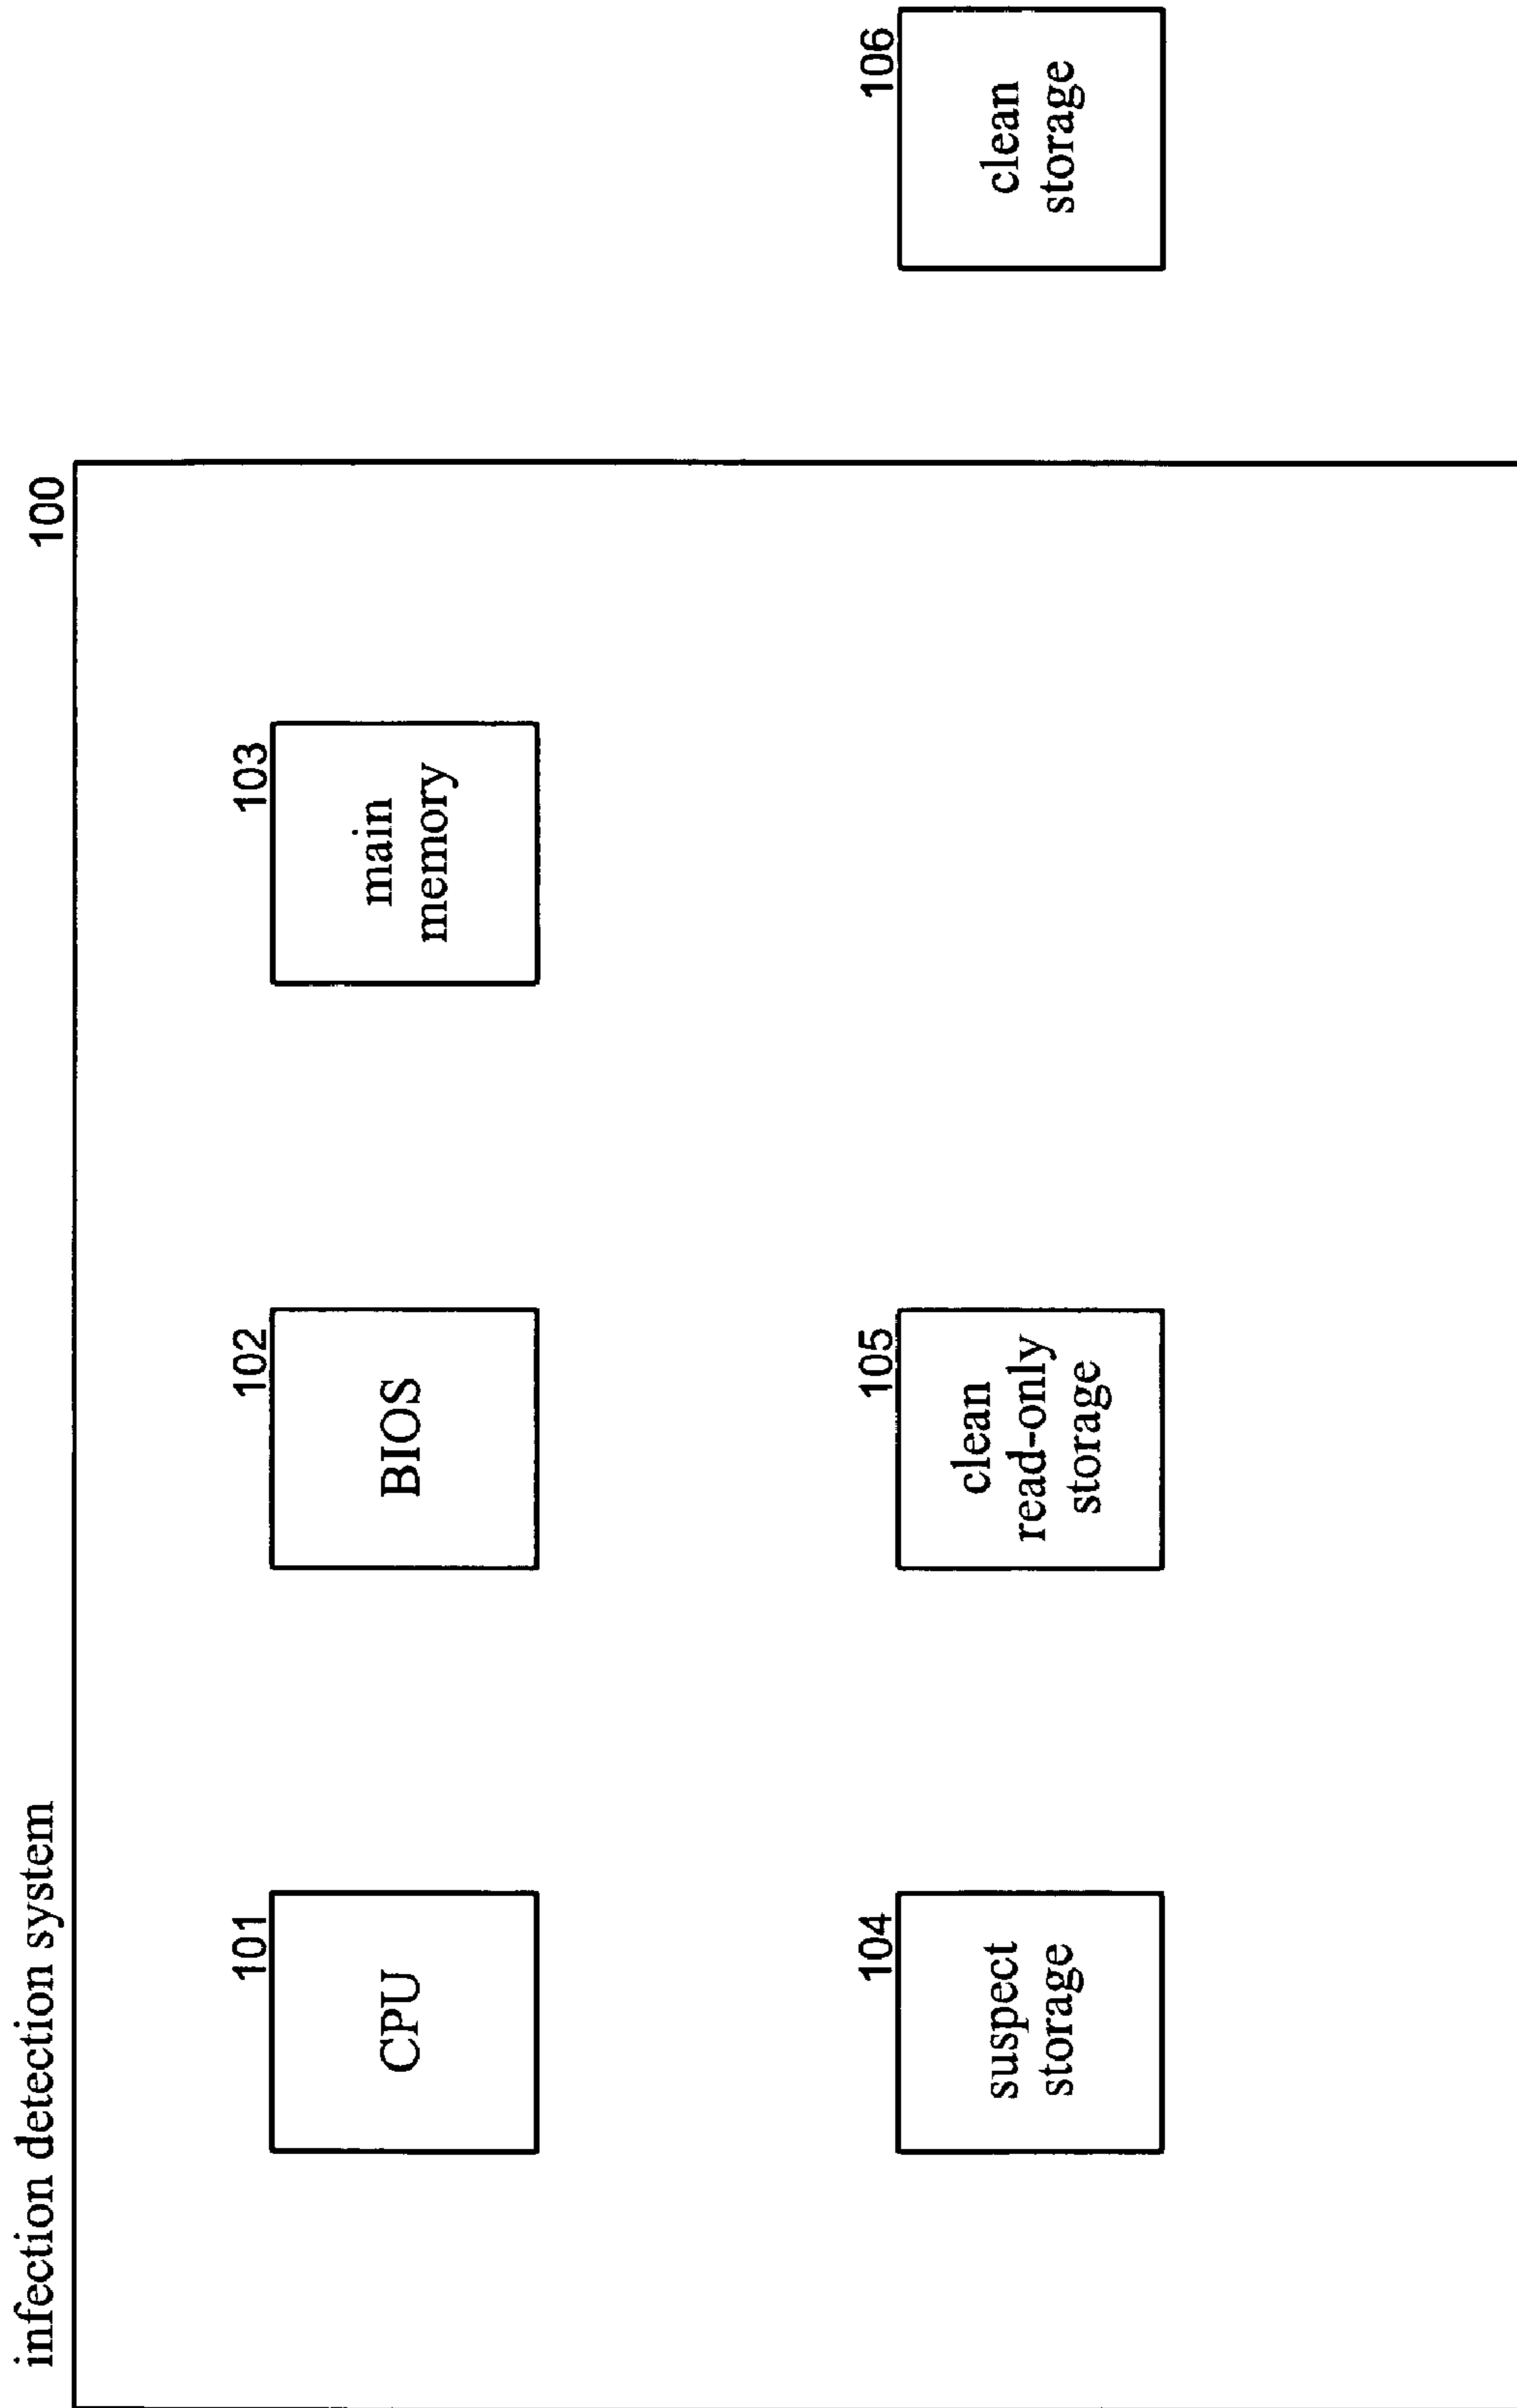 infection detection system
100
101
CPU
102
BIOS
103
main
memory
104
suspect
storage
105
clean
read-only
storage
106
clean
storage